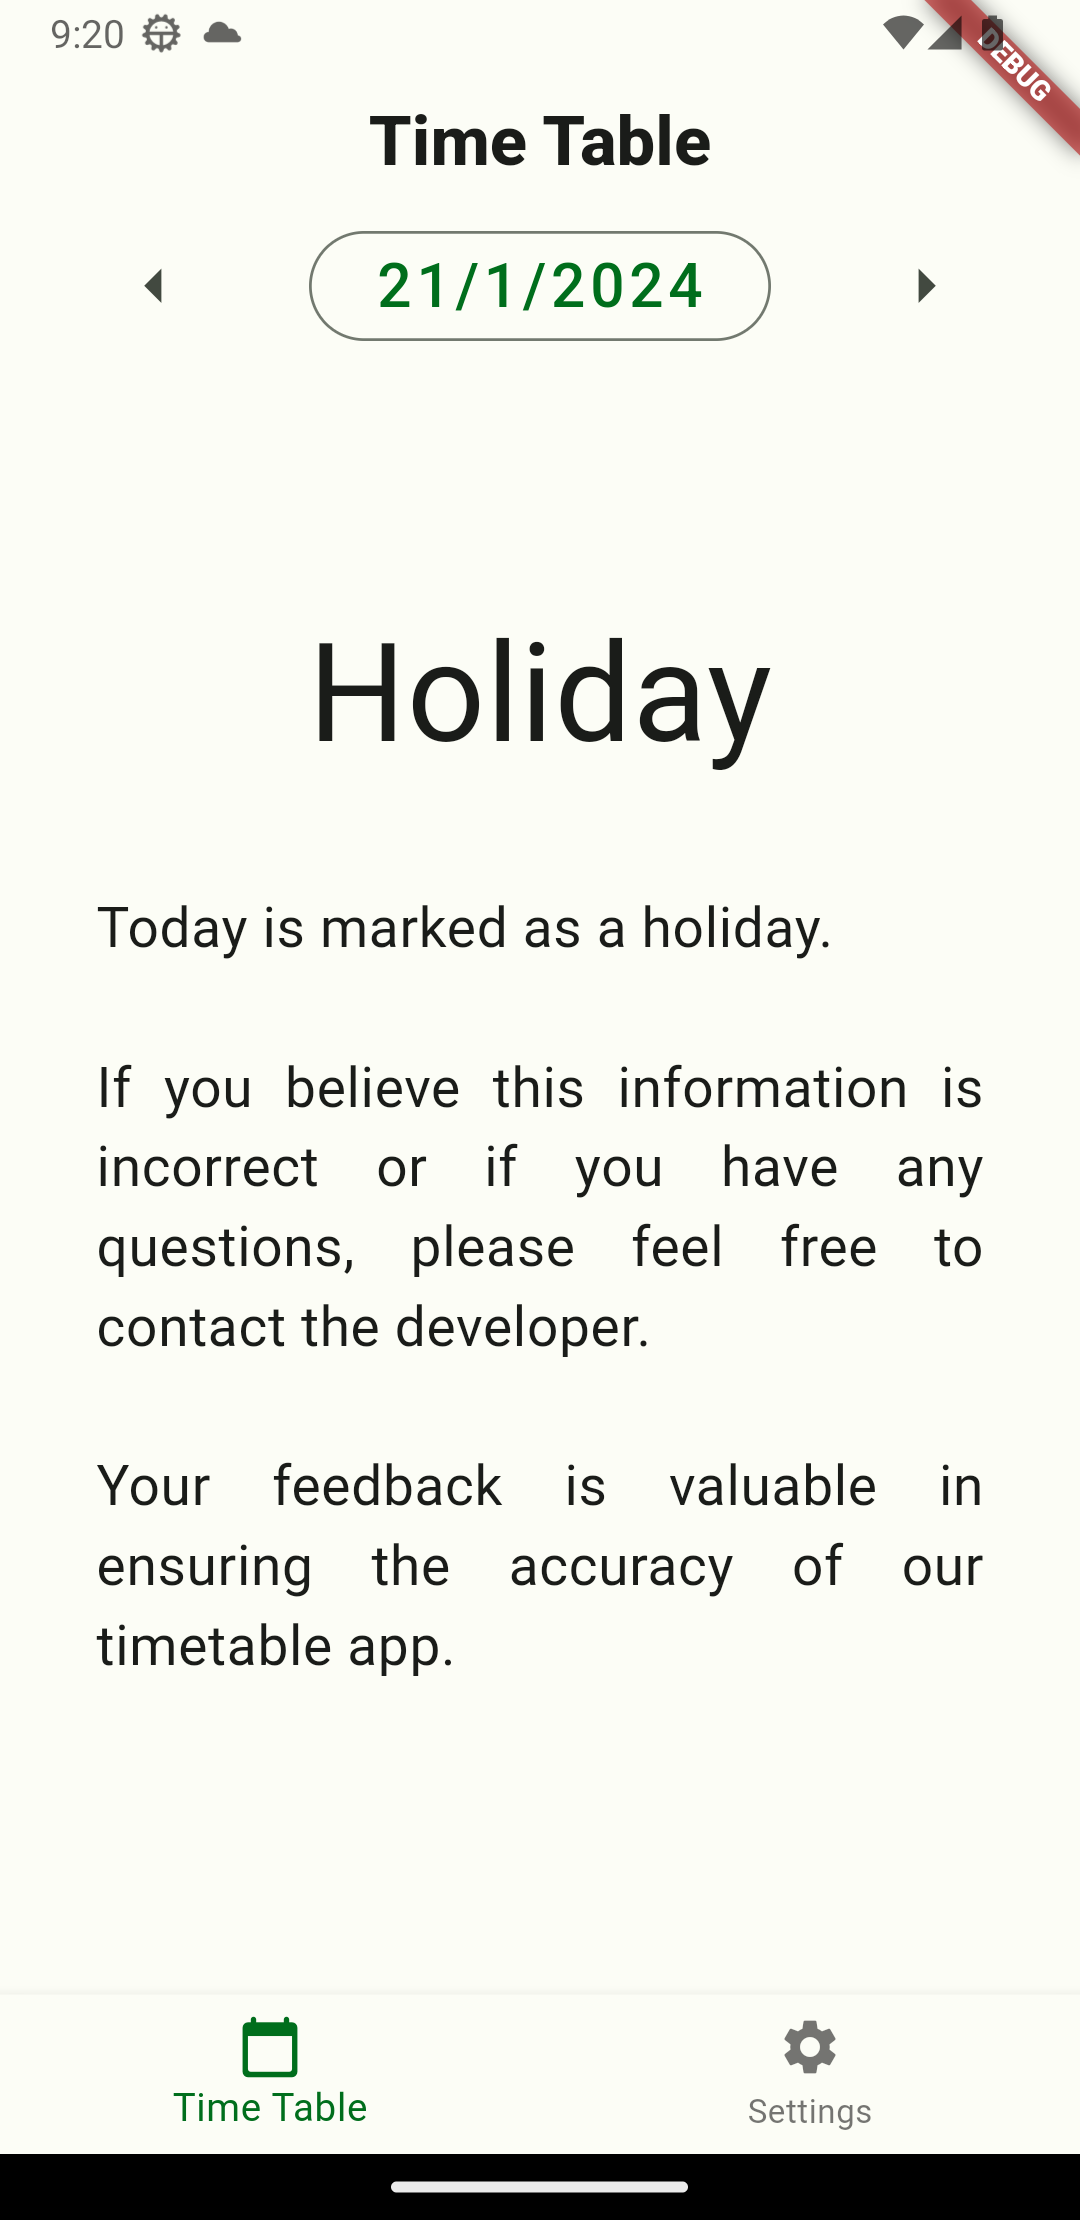 9:20
DEBUG
Time Table
21/1/2024
Holiday
Today is marked as a holiday.
If you believe this information is
incorrect or if you have any
questions, please feel free to
contact the developer.
Your feedback is valuable in
ensuring the accuracy of our
timetable app.
Time Table
Settings